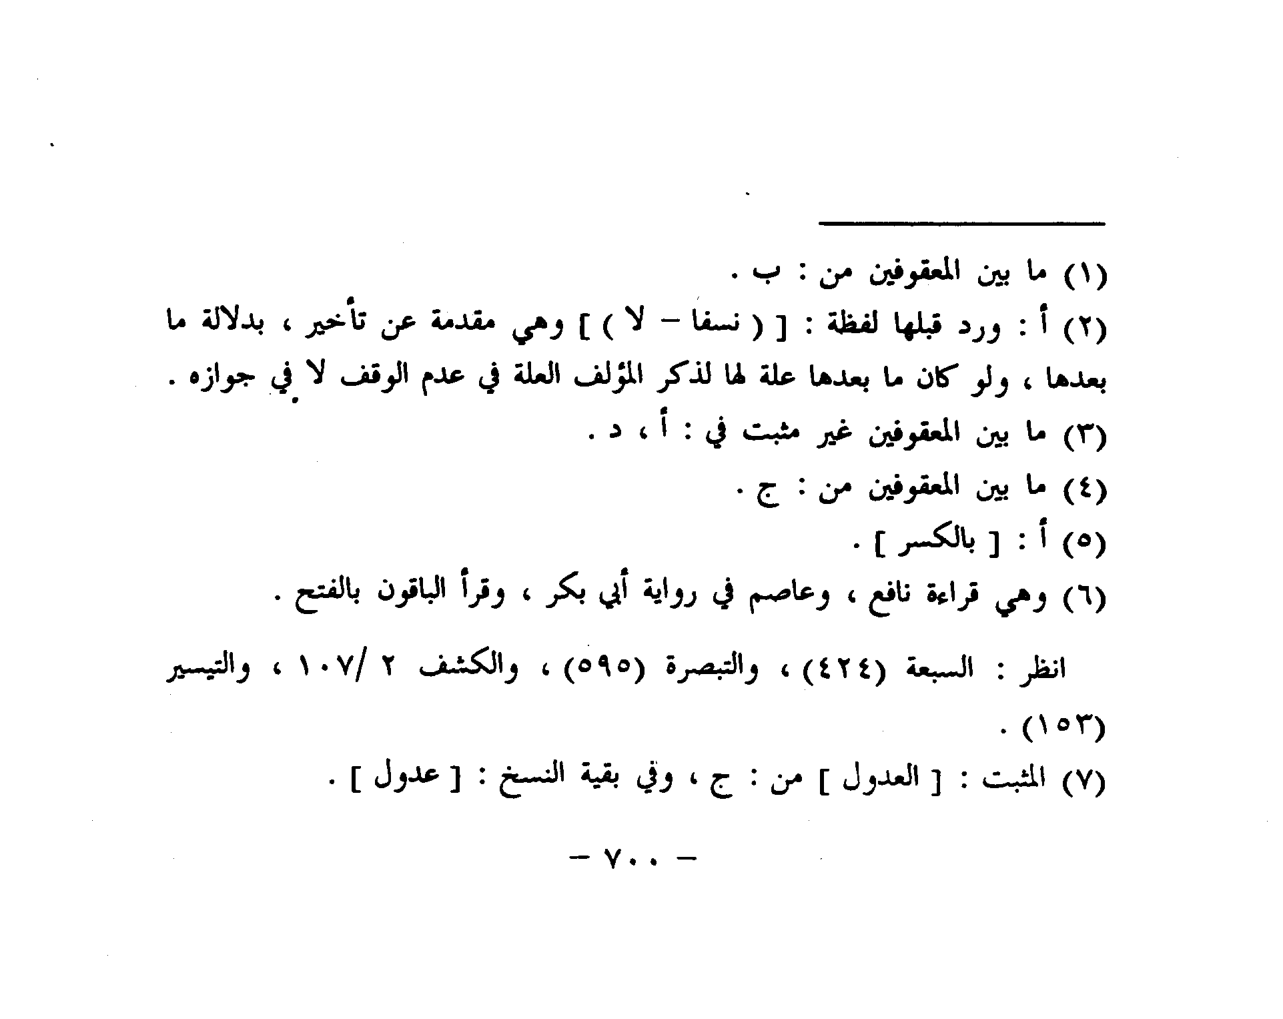 (١) ما بين المعقوفين من : ب .
(٢) أ : ورد قبلها لفظة : [ ( نسفا – لا ) ] وهي مقدمة عن تأخير ، بدلالة ما
بعدها ، ولو كان ما بعدها علة لها لذكر المؤلف العلة في عدم الوقف لا في جوازه .
(٣) ما بين المعقوفين غير مثبت في : أ ، د .
(٤) ما بين المعقوفين من : ج .
(٥) أ : [ بالكسر ] .
(٦) وهي قراءة نافع ، وعاصم في رواية أبي بكر ، وقرأ الباقون بالفتح .
انظر : السبعة (٤٢٤) ، والتبصرة (٥٩٥) ، والكشف ٢ /١٠٧ ، والتيسير
(١٥٣) .
(٧) المثبت : [ العدول ] من : ج ، وفي بقية النسخ : [ عدول ] .
– ٧٠٠ –